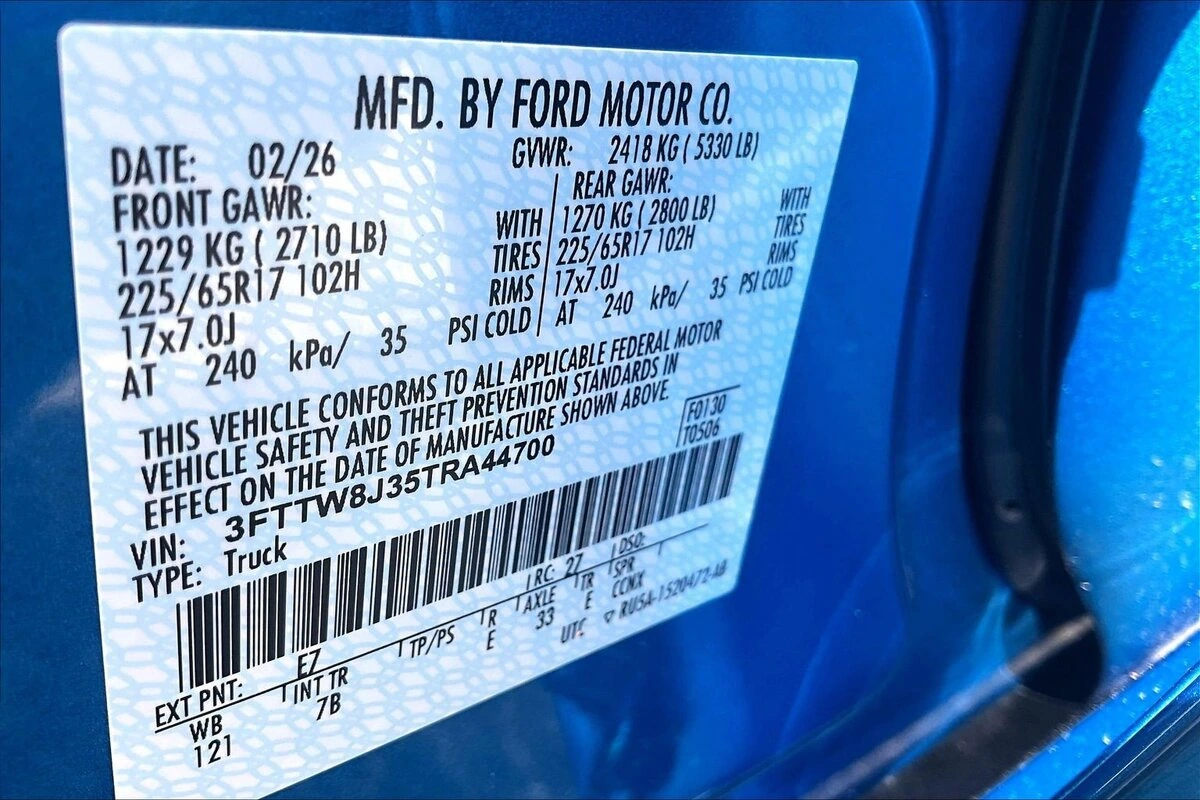 MFD. BY FORD MOTOR CO.
DATE: 02/26 GVWR: 2418 KG ( 5330 LB)
FRONT GAWR: REAR GAWR:
1229 KG ( 2710 LB) WITH 1270 KG ( 2800 LB) WITH
225/65R17 102H TIRES 225/65R17 102H TIRES
17x7.0J RIMS 17x7.0J RIMS
AT 240 kPa/ 35 PSI COLD AT 240 kPa/ 35 PSI COLD
THIS VEHICLE CONFORMS TO ALL APPLICABLE FEDERAL MOTOR
VEHICLE SAFETY AND THEFT PREVENTION STANDARDS IN
EFFECT ON THE DATE OF MANUFACTURE SHOWN ABOVE.
F0130
T0506
VIN: 3FTTW8J35TRA44700
TYPE: Truck
EXT PNT: E7 RC: 27 DSO:
WB INT TR TP/PS R AXLE TR SPR
121 7B E 33 E CCNX
UTC ▽ RU5A-1520472-AB